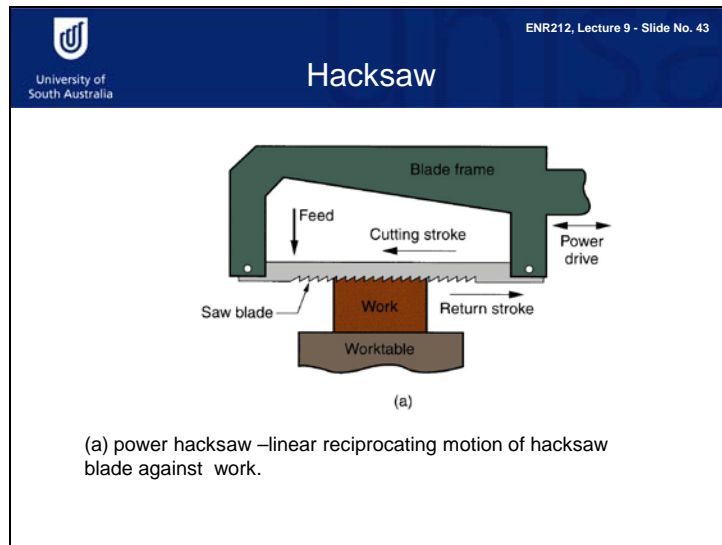 ENR212, Lecture 9 - Slide No. 43
University of
South Australia
Hacksaw
Blade frame
Feed
Cutting stroke
Power
drive
Saw blade
Work
Return stroke
Worktable
(a)
(a) power hacksaw –linear reciprocating motion of hacksaw
blade against  work.